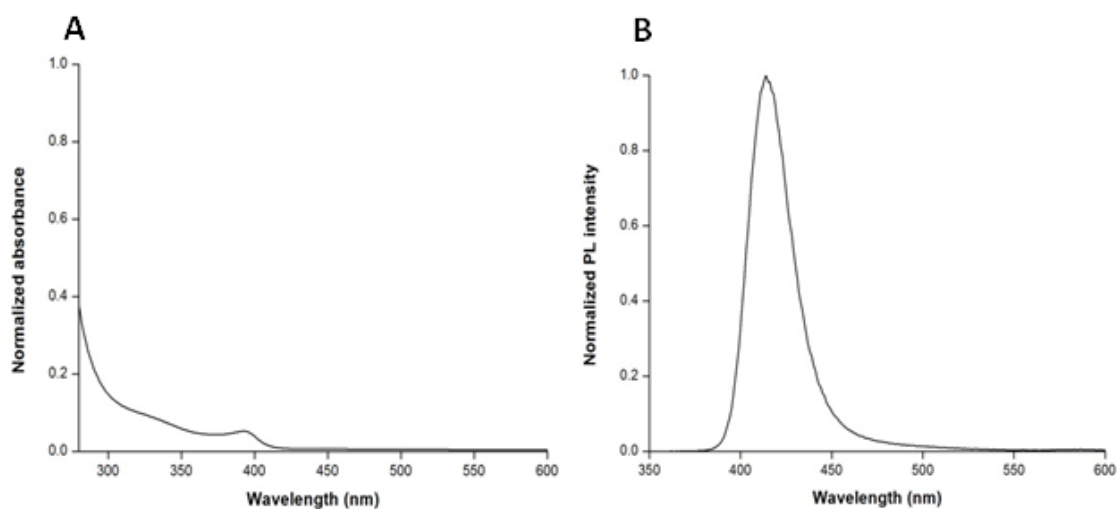 A
1.0
0.8
0.6
0.4
0.2
0.0
Normalized absorbance
300 350 400 450 500 550 600
Wavelength (nm)
B
1.0
0.8
0.6
0.4
0.2
0.0
Normalized PL intensity
350 400 450 500 550 600
Wavelength (nm)